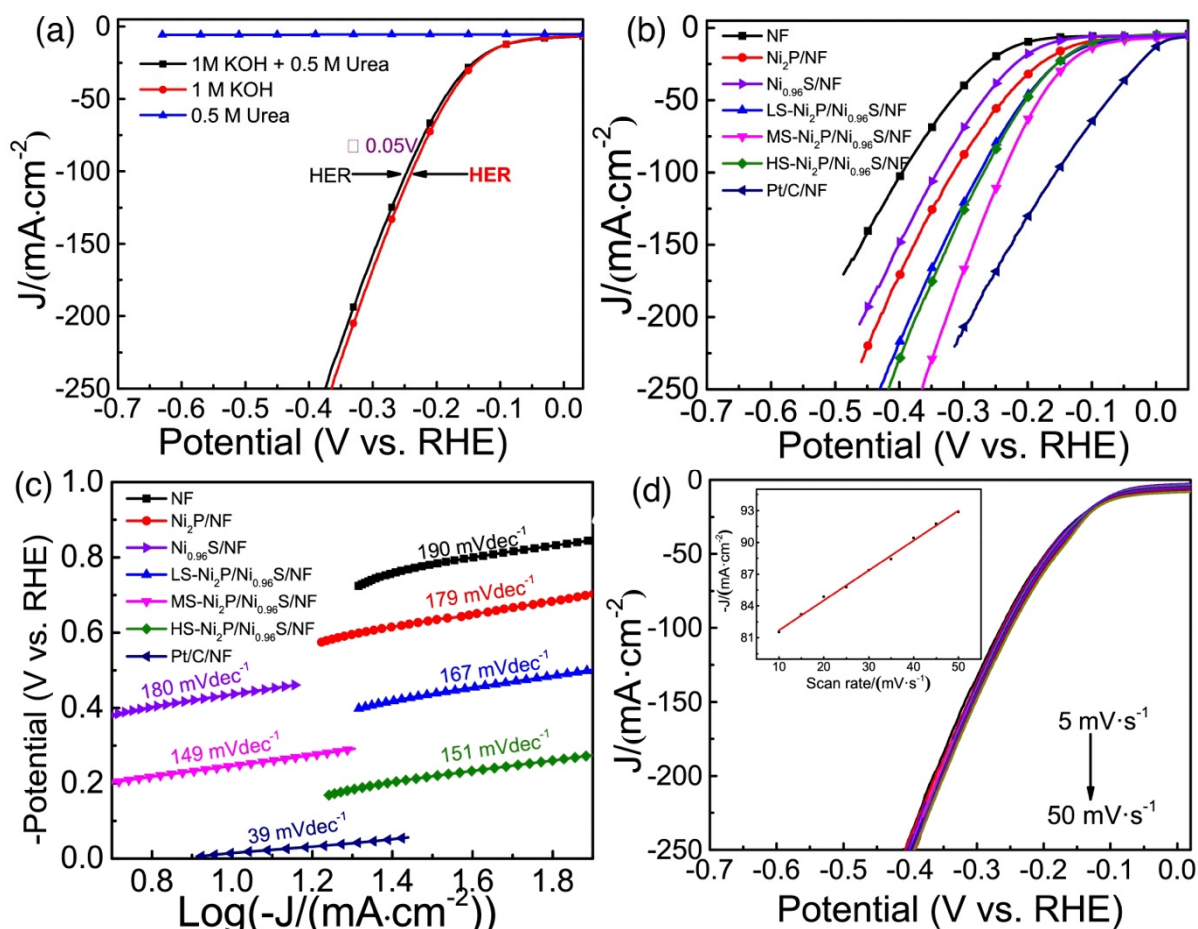 (a)
0
-50
-100
-150
-200
-250
J/(mA·cm⁻²)
1M KOH + 0.5 M Urea
1 M KOH
0.5 M Urea
□ 0.05V
HER
HER
-0.7 -0.6 -0.5 -0.4 -0.3 -0.2 -0.1 0.0
Potential (V vs. RHE)
(b)
0
-50
-100
-150
-200
-250
J/(mA·cm⁻²)
NF
Ni₂P/NF
Ni₀.₉₆S/NF
LS-Ni₂P/Ni₀.₉₆S/NF
MS-Ni₂P/Ni₀.₉₆S/NF
HS-Ni₂P/Ni₀.₉₆S/NF
Pt/C/NF
-0.7 -0.6 -0.5 -0.4 -0.3 -0.2 -0.1 0.0
Potential (V vs. RHE)
(c)
1.0
0.8
0.6
0.4
0.2
0.0
-Potential (V vs. RHE)
NF
Ni₂P/NF
Ni₀.₉₆S/NF
LS-Ni₂P/Ni₀.₉₆S/NF
MS-Ni₂P/Ni₀.₉₆S/NF
HS-Ni₂P/Ni₀.₉₆S/NF
Pt/C/NF
190 mVdec⁻¹
179 mVdec⁻¹
180 mVdec⁻¹
167 mVdec⁻¹
149 mVdec⁻¹
151 mVdec⁻¹
39 mVdec⁻¹
0.8 1.0 1.2 1.4 1.6 1.8
Log(-J/(mA·cm⁻²))
(d)
0
-50
-100
-150
-200
-250
J/(mA·cm⁻²)
93
90
87
84
81
-J/(mA·cm⁻²)
10 20 30 40 50
Scan rate/(mV·s⁻¹)
5 mV·s⁻¹
50 mV·s⁻¹
-0.7 -0.6 -0.5 -0.4 -0.3 -0.2 -0.1 0.0
Potential (V vs. RHE)